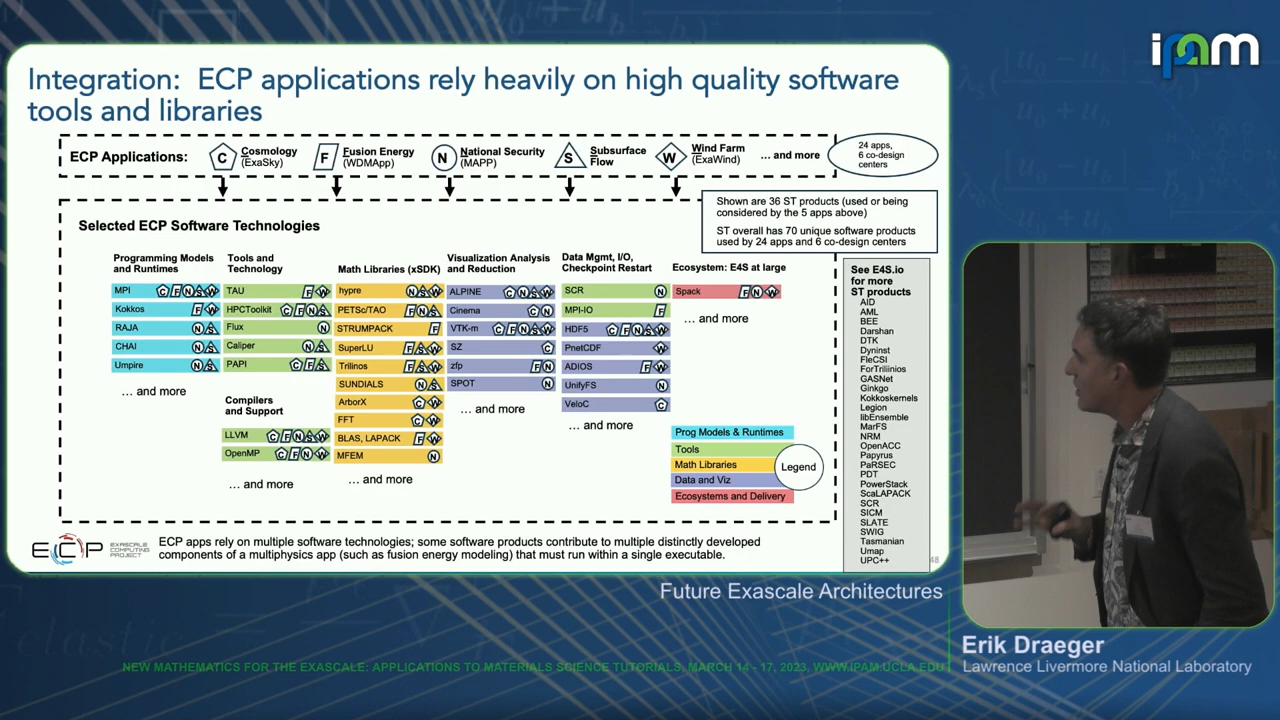 ipam
Integration: ECP applications rely heavily on high quality software
tools and libraries
ECP Applications:
C Cosmology
(ExaSky)
F Fusion Energy
(WDMApp)
N National Security
(MAPP)
S Subsurface
Flow
W Wind Farm
(ExaWind)
... and more
24 apps,
6 co-design
centers
Shown are 36 ST products (used or being
considered by the 5 apps above)
ST overall has 70 unique software products
used by 24 apps and 6 co-design centers
Selected ECP Software Technologies
Programming Models
and Runtimes
MPI C F N S W
Kokkos F W
RAJA N S
CHAI N S
Umpire N S
... and more
Tools and
Technology
TAU F W
HPCToolkit C F N S
Flux N
Caliper N S
PAPI C F S
Compilers
and Support
LLVM C F N S W
OpenMP C F N W
... and more
Math Libraries (xSDK)
hypre N S W
PETSc/TAO F N S
STRUMPACK F
SuperLU F S W
Trilinos F S W
SUNDIALS N S
ArborX C W
FFT C W
BLAS, LAPACK F W
MFEM N
... and more
Visualization Analysis
and Reduction
ALPINE C N S W
Cinema C N
VTK-m C F N S W
SZ C
zfp F N
SPOT N
... and more
Data Mgmt, I/O,
Checkpoint Restart
SCR N
MPI-IO F
HDF5 C F N S W
PnetCDF W
ADIOS F W
UnifyFS N
VeloC C
... and more
Ecosystem: E4S at large
Spack F N W
... and more
Prog Models & Runtimes
Tools
Math Libraries
Data and Viz
Ecosystems and Delivery
Legend
See E4S.io
for more
ST products
AID
AML
BEE
Darshan
DTK
Dyninst
FleCSI
ForTriliinios
GASNet
Ginkgo
Kokkoskernels
Legion
libEnsemble
MarFS
NRM
OpenACC
Papyrus
PaRSEC
PDT
PowerStack
ScaLAPACK
SCR
SICM
SLATE
SWIG
Tasmanian
Umap
UPC++
ECP EXASCALE
COMPUTING
PROJECT
ECP apps rely on multiple software technologies; some software products contribute to multiple distinctly developed
components of a multiphysics app (such as fusion energy modeling) that must run within a single executable.
48
Future Exascale Architectures
Erik Draeger
Lawrence Livermore National Laboratory
NEW MATHEMATICS FOR THE EXASCALE: APPLICATIONS TO MATERIALS SCIENCE TUTORIALS, MARCH 14 - 17, 2023, WWW.IPAM.UCLA.EDU